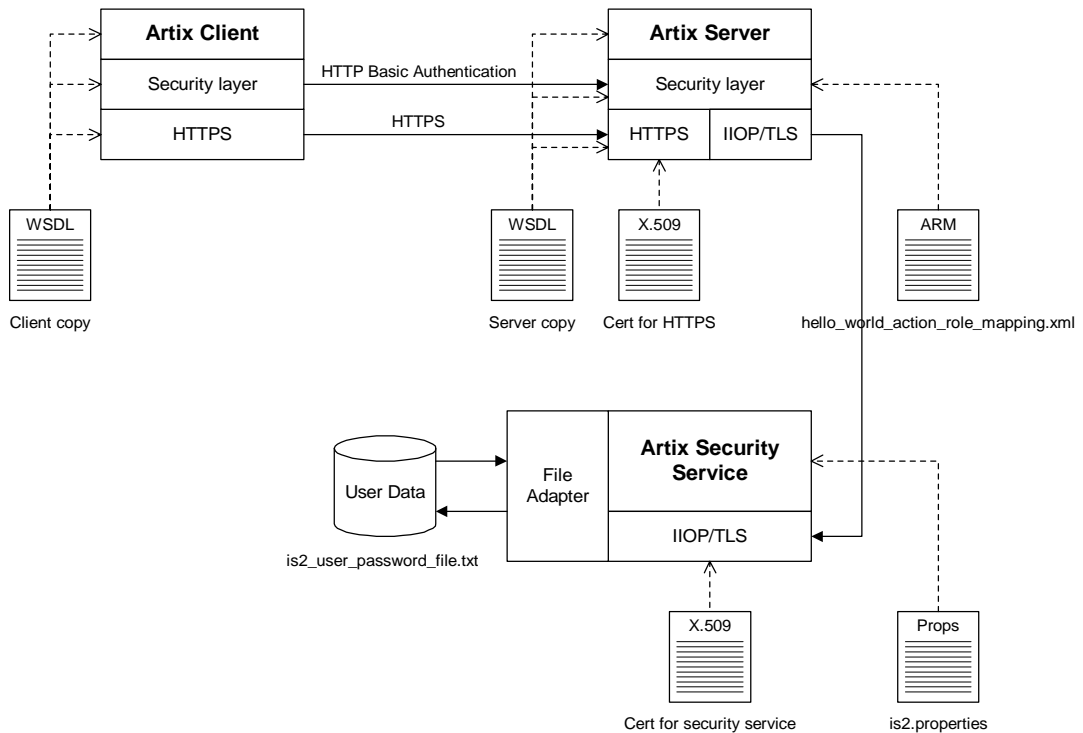 Artix Client
Artix Server
HTTP Basic Authentication
Security layer
Security layer
HTTPS
HTTPS
HTTPS
IIOP/TLS
WSDL
WSDL
X.509
ARM
Client copy
Server copy
Cert for HTTPS
hello_world_action_role_mapping.xml
Artix Security
Service
File
Adapter
User Data
IIOP/TLS
is2_user_password_file.txt
X.509
Props
Cert for security service
is2.properties